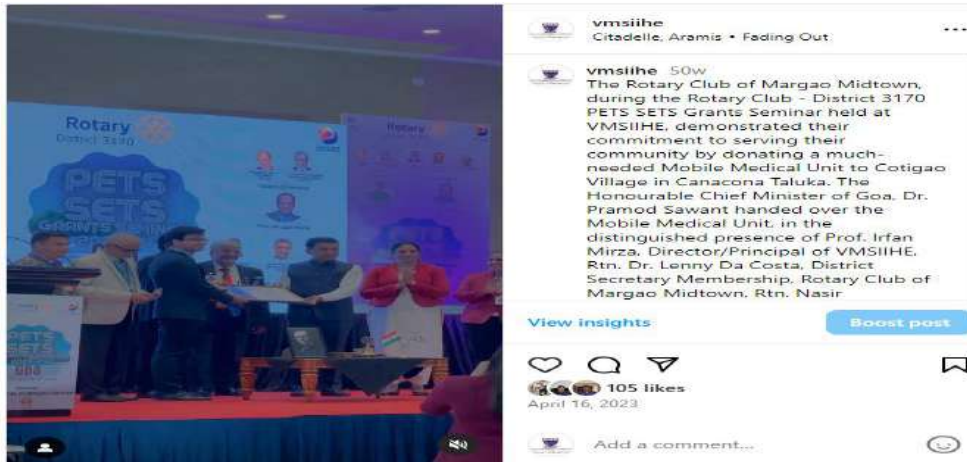 Rotary
District 3170
PETS
SETS
GRANTS
Rotary
PETS
vmsiihe
Citadelle, Aramis • Fading Out
vmsiihe 50w
The Rotary Club of Margao Midtown,
during the Rotary Club - District 3170
PETS SETS Grants Seminar held at
VMSIIHE, demonstrated their
commitment to serving their
community by donating a much-
needed Mobile Medical Unit to Cotigao
Village in Canacona Taluka. The
Honourable Chief Minister of Goa, Dr.
Pramod Sawant handed over the
Mobile Medical Unit, in the
distinguished presence of Prof. Irfan
Mirza, Director/Principal of VMSIIHE,
Rtn. Dr. Lenny Da Costa, District
Secretary Membership, Rotary Club of
Margao Midtown, Rtn. Nasir
View insights
Boost post
105 likes
April 16, 2023
Add a comment...